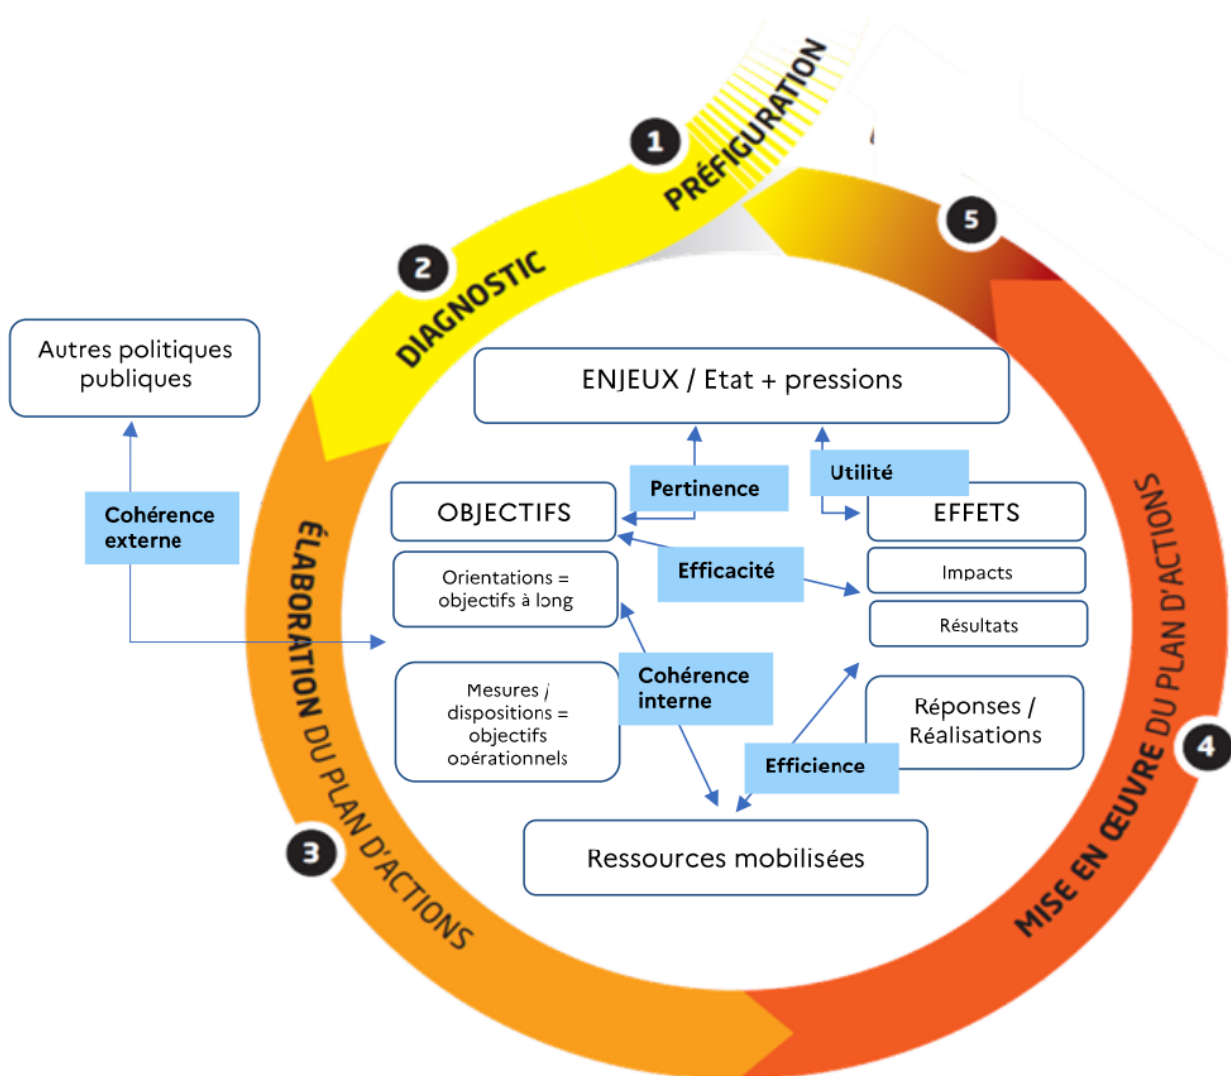 1
PRÉFIGURATION
2
DIAGNOSTIC
5
Autres politiques
publiques
ENJEUX / Etat + pressions
Cohérence
externe
Pertinence
Utilité
OBJECTIFS
EFFETS
Efficacité
Orientations =
objectifs à long
Impacts
Résultats
Cohérence
interne
Mesures /
dispositions =
objectifs
opérationnels
Réponses /
Réalisations
Efficience
Ressources mobilisées
3
ÉLABORATION DU PLAN D'ACTIONS
4
MISE EN ŒUVRE DU PLAN D'ACTIONS